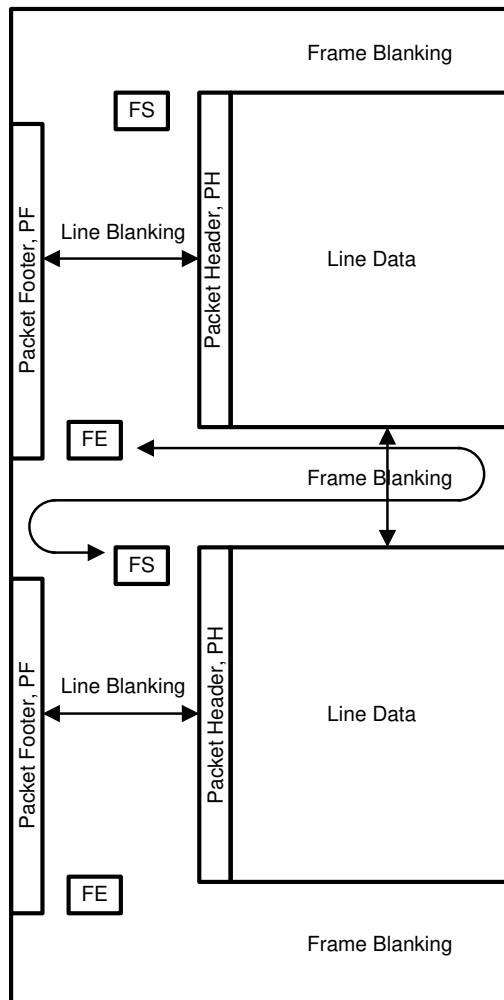 Frame Blanking
FS
Packet Footer, PF
Line Blanking
Packet Header, PH
Line Data
FE
Frame Blanking
FS
Packet Footer, PF
Line Blanking
Packet Header, PH
Line Data
FE
Frame Blanking